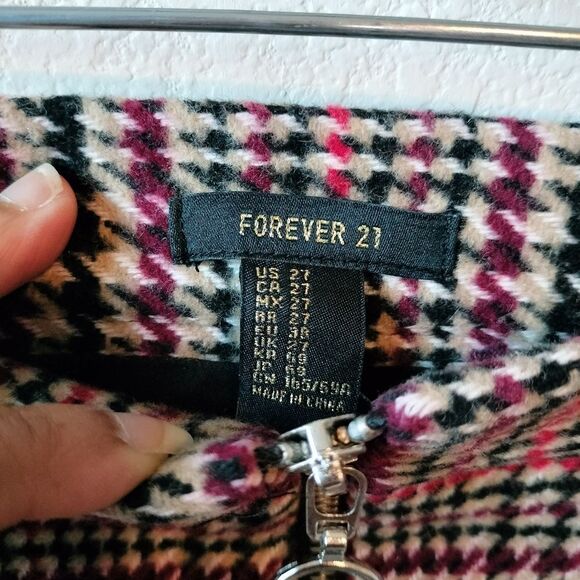 FOREVER 21
US 27
CA 27
MX 27
BR 27
EU 38
UK 27
KR 69
JP 69
CN 165/69A
MADE IN CHINA